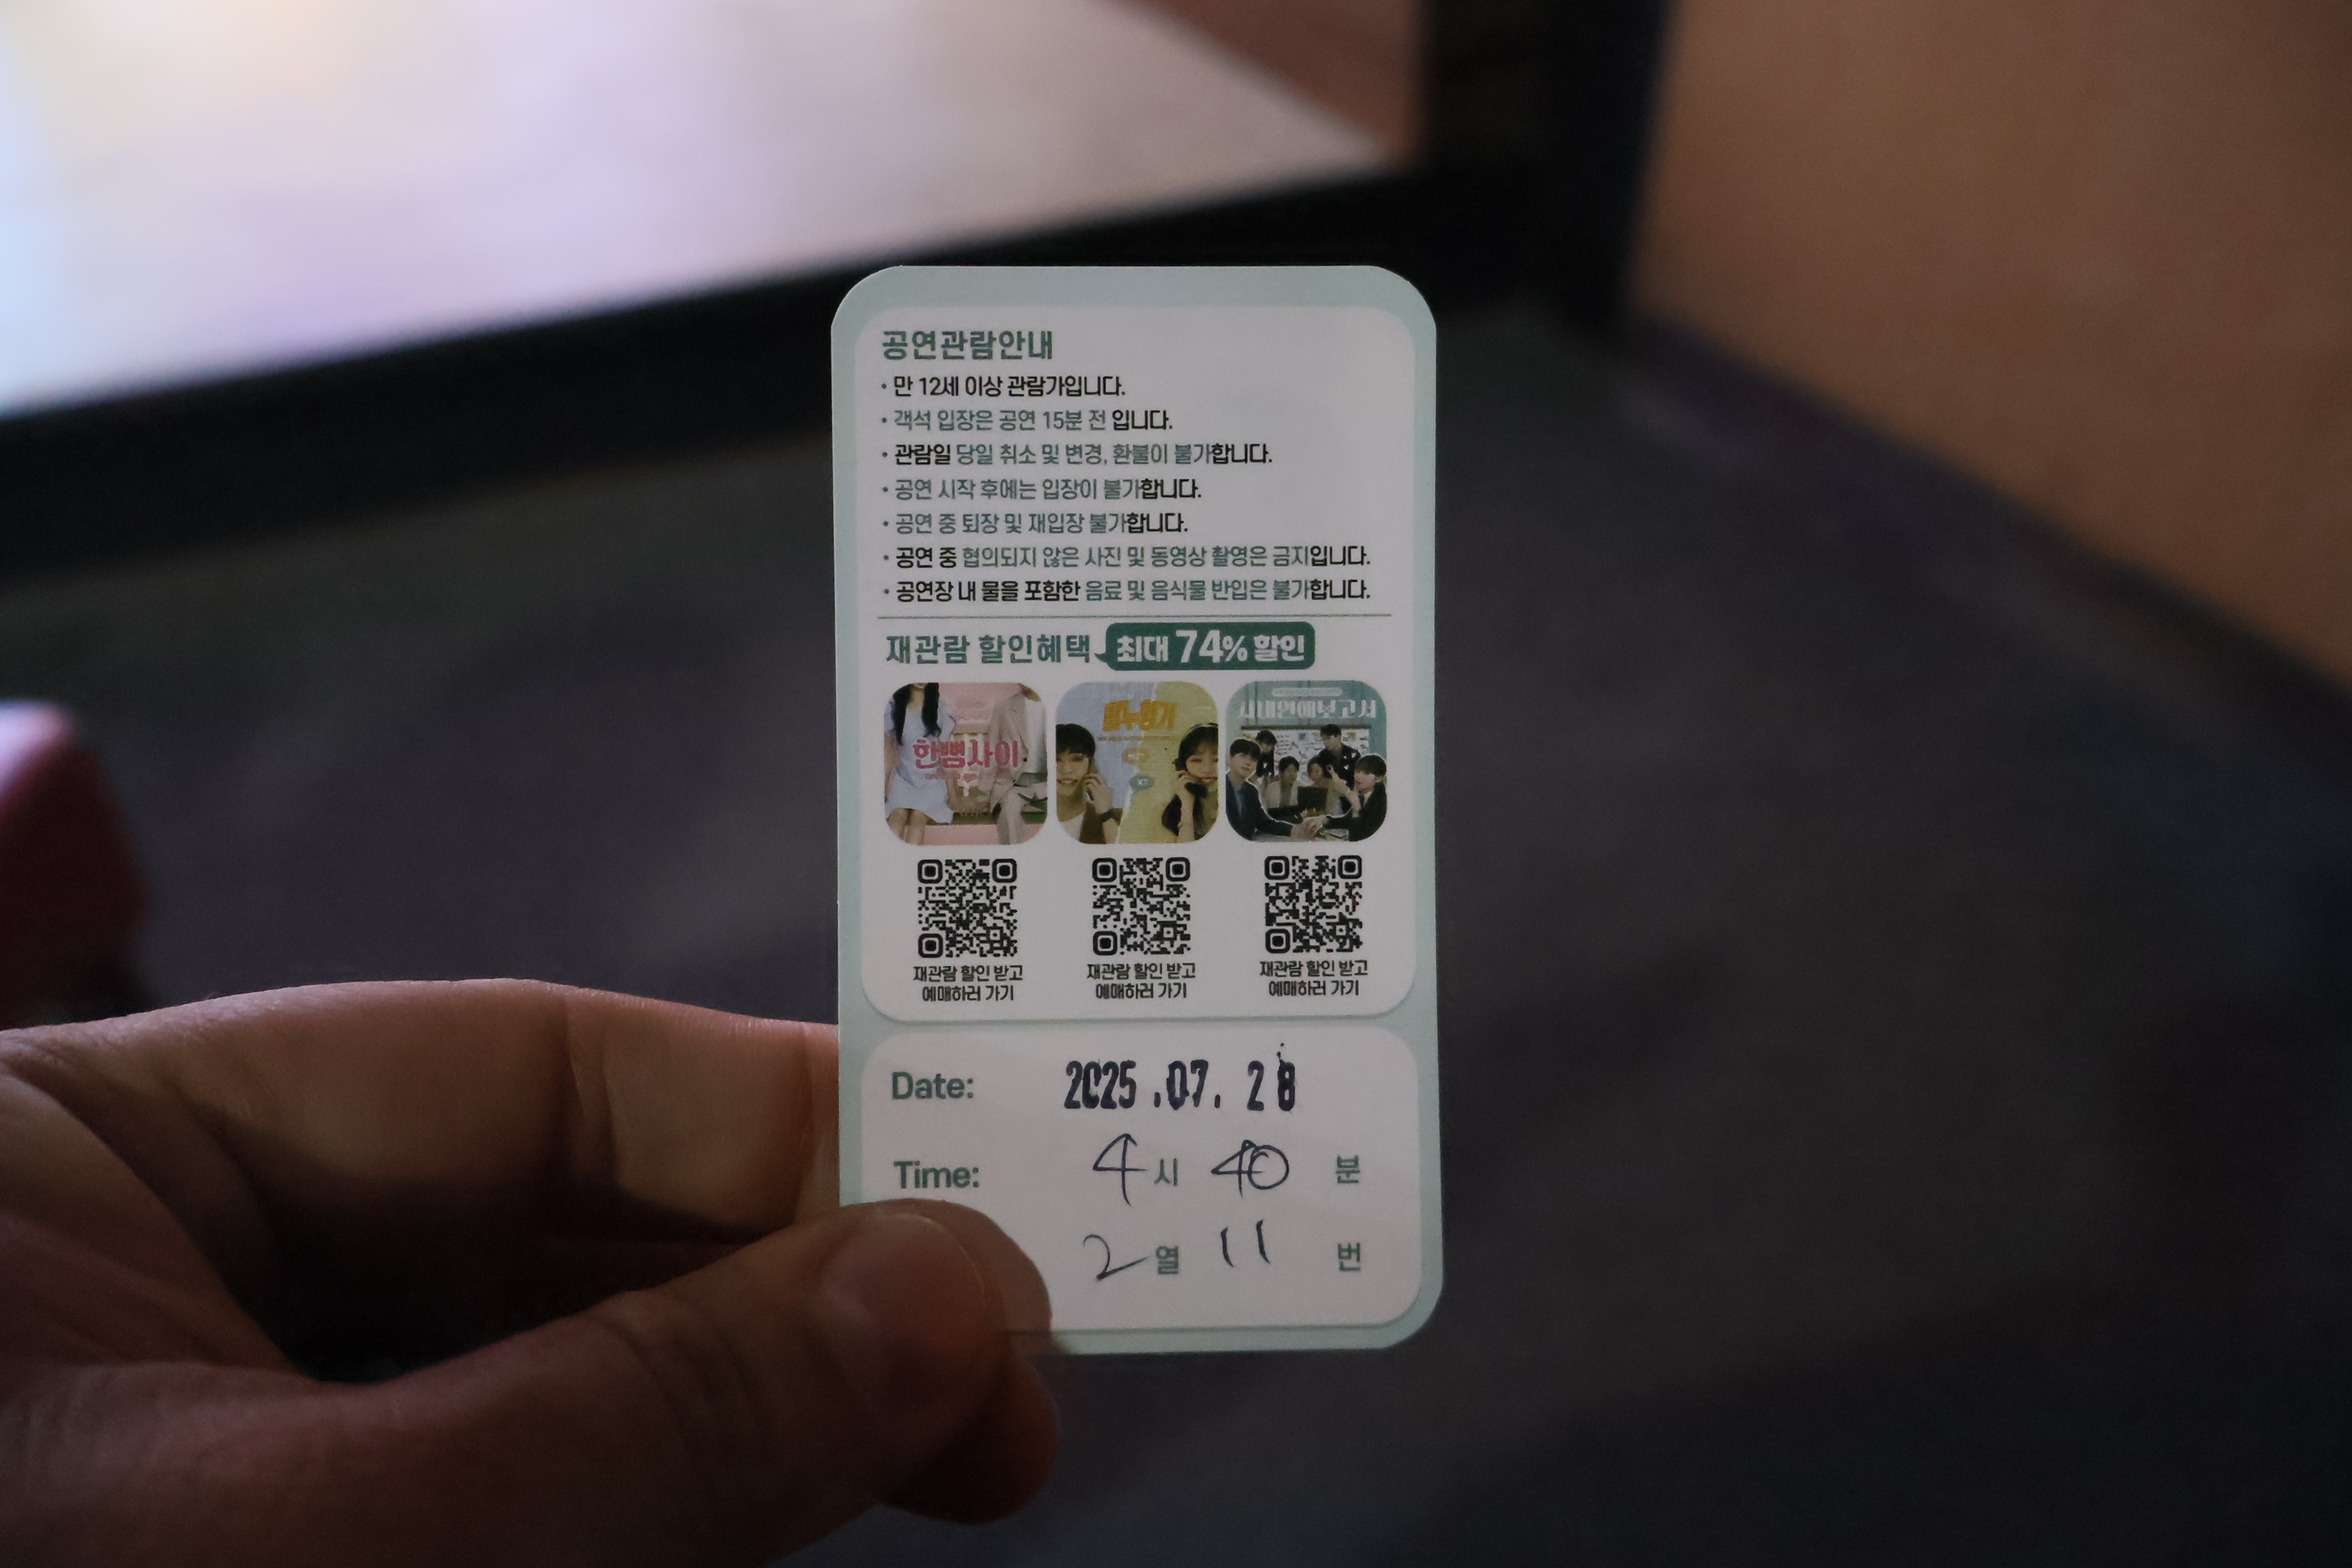 공연관람안내
• 만 12세 이상 관람가입니다.
• 객석 입장은 공연 15분 전 입니다.
• 관람일 당일 취소 및 변경, 환불이 불가합니다.
• 공연 시작 후에는 입장이 불가합니다.
• 공연 중 퇴장 및 재입장 불가합니다.
• 공연 중 협의되지 않은 사진 및 동영상 촬영은 금지입니다.
• 공연장 내 물을 포함한 음료 및 음식물 반입은 불가합니다.
재관람 할인혜택 최대 74% 할인
한뼘사이
사내연애보고서
재관람 할인 받고
예매하러 가기
재관람 할인 받고
예매하러 가기
재관람 할인 받고
예매하러 가기
Date: 2025.07.28
Time: 4시 40 분
2열 11 번